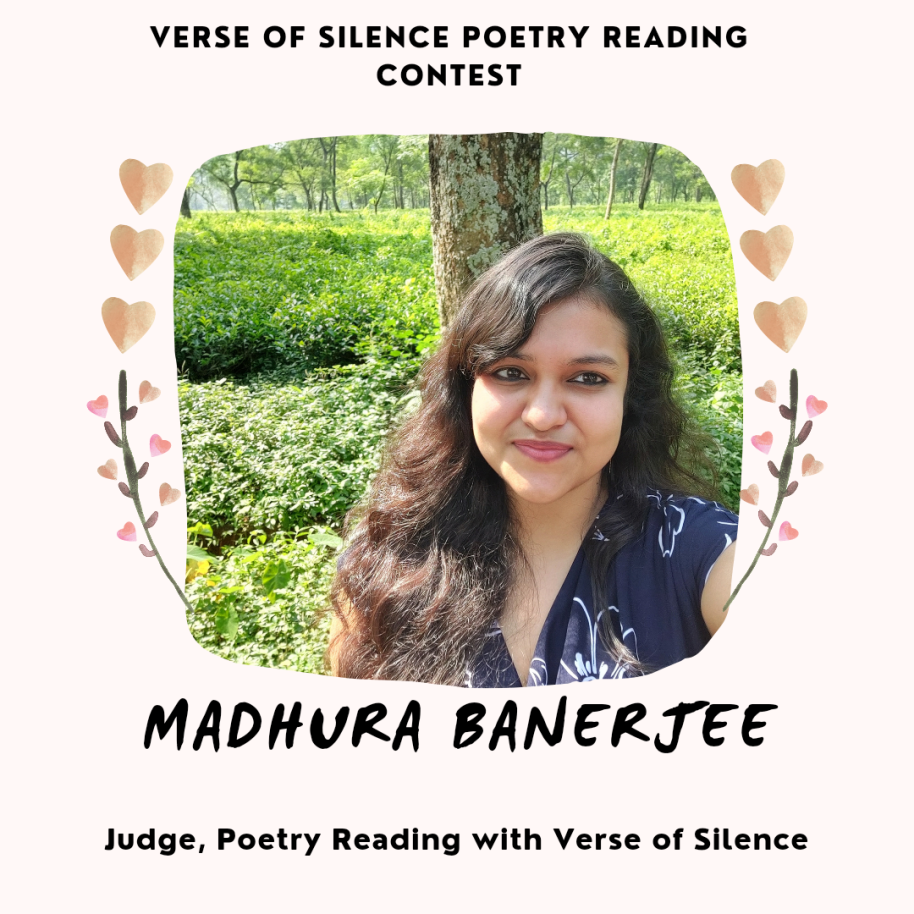 VERSE OF SILENCE POETRY READING
CONTEST
MADHURA BANERJEE
Judge, Poetry Reading with Verse of Silence